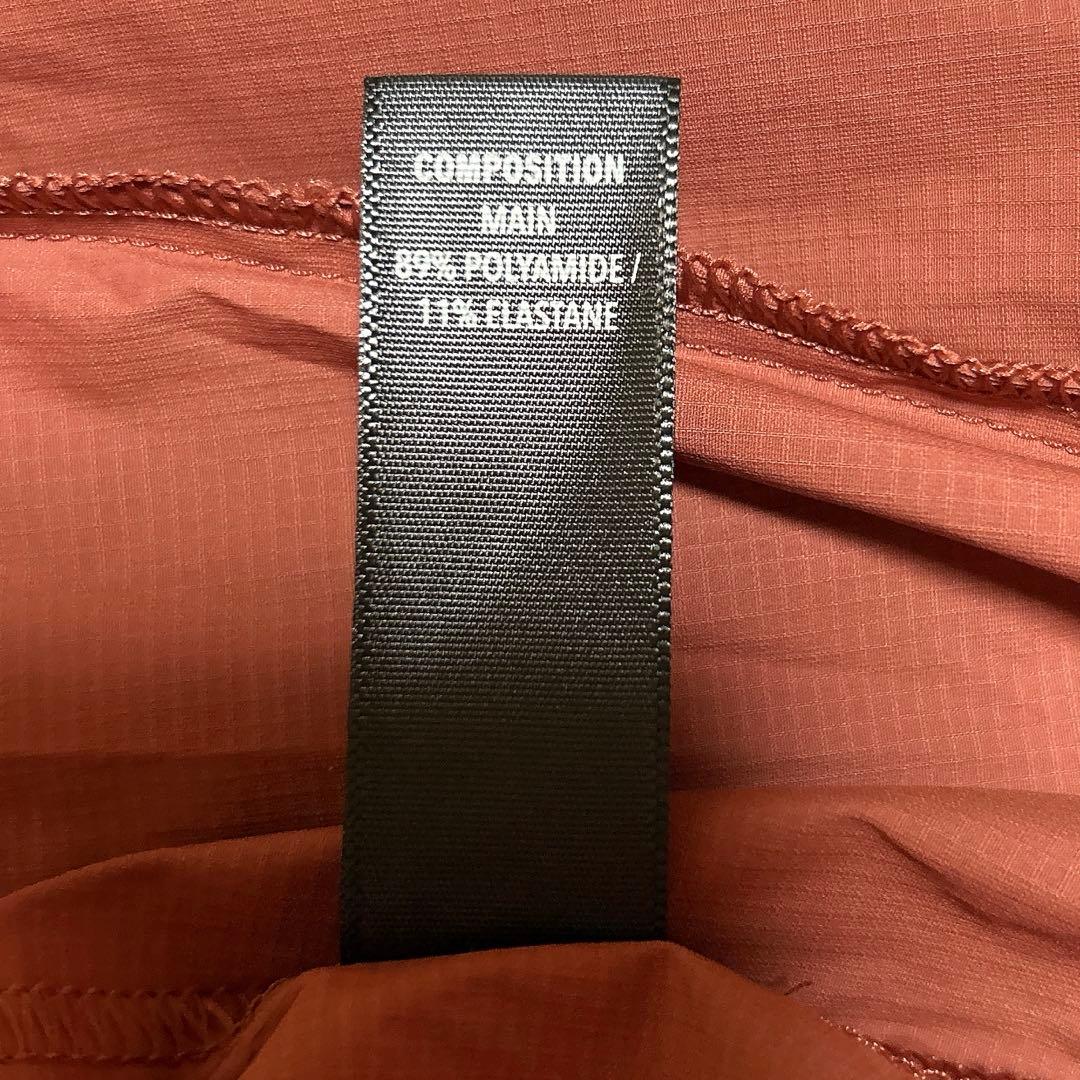 COMPOSITION
MAIN
89% POLYAMIDE /
11% ELASTANE